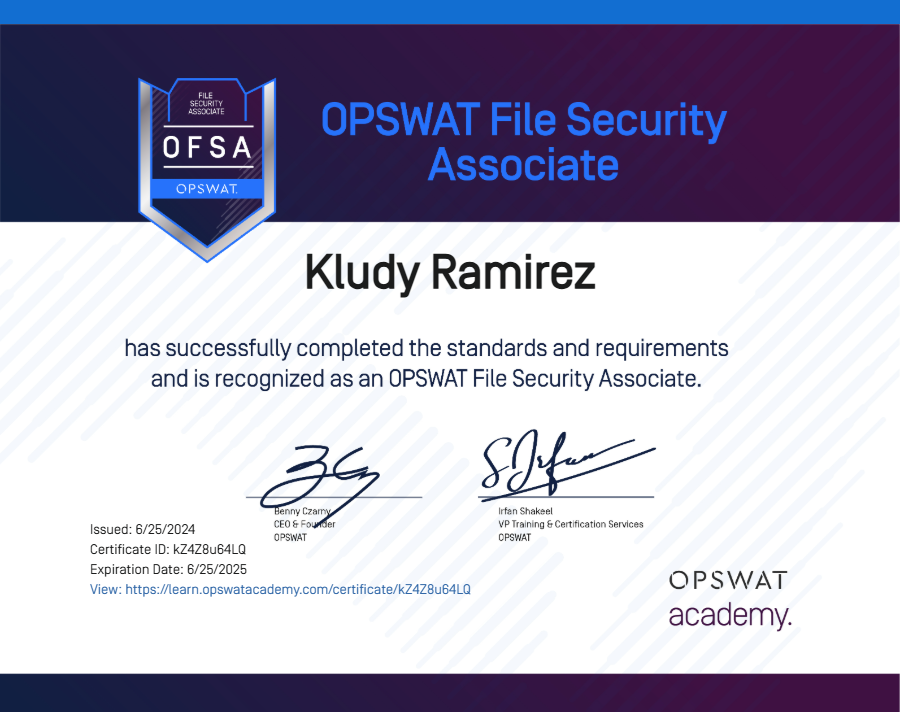 FILE
SECURITY
ASSOCIATE
OFSA
OPSWAT.
OPSWAT File Security
Associate
Kludy Ramirez
has successfully completed the standards and requirements
and is recognized as an OPSWAT File Security Associate.
Benny Czarny
CEO & Founder
OPSWAT
Irfan Shakeel
VP Training & Certification Services
OPSWAT
Issued: 6/25/2024
Certificate ID: kZ4Z8u64LQ
Expiration Date: 6/25/2025
View: https://learn.opswatacademy.com/certificate/kZ4Z8u64LQ
OPSWAT
academy.